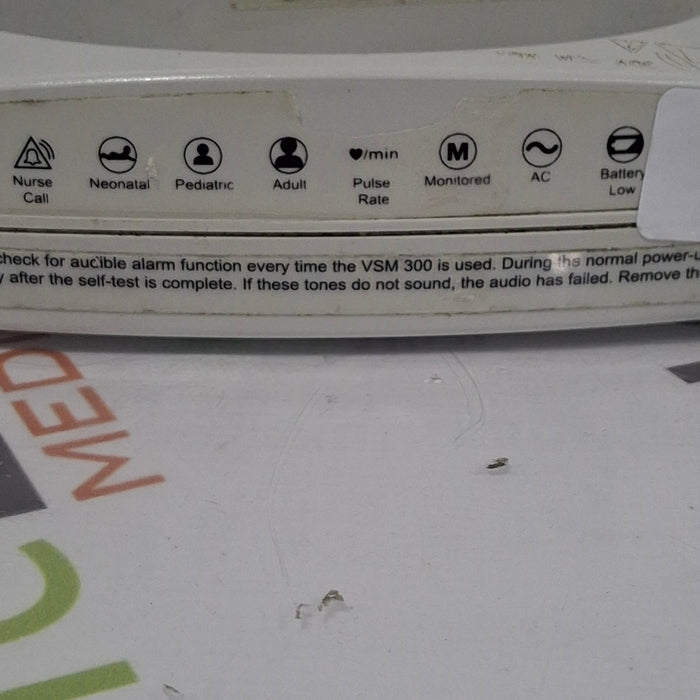 Nurse Call
Neonatal
Pediatric
Adult
♥/min
Pulse Rate
M
Monitored
AC
Battery Low
check for audible alarm function every time the VSM 300 is used. During the normal power-u
y after the self-test is complete. If these tones do not sound, the audio has failed. Remove th
MED
IC